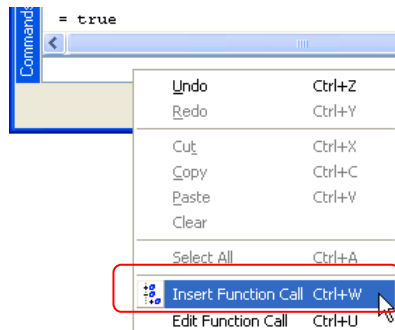 Commands
= true
Undo Ctrl+Z
Redo Ctrl+Y
Cut Ctrl+X
Copy Ctrl+C
Paste Ctrl+V
Clear
Select All Ctrl+A
Insert Function Call Ctrl+W
Edit Function Call Ctrl+U